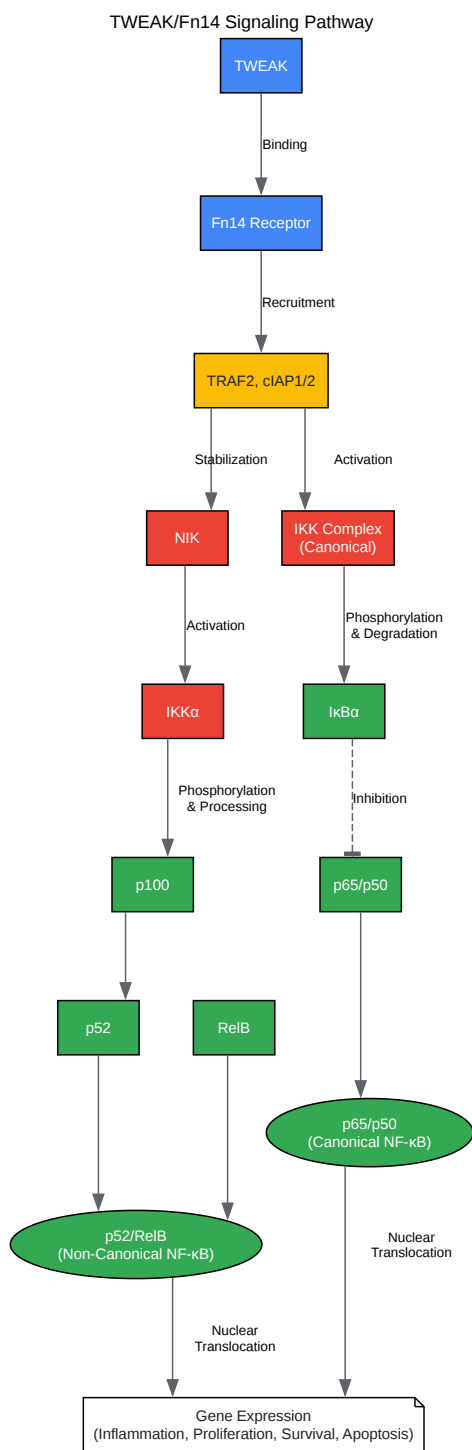 TWEAK/Fn14 Signaling Pathway
TWEAK
Binding
Fn14 Receptor
Recruitment
TRAF2, cIAP1/2
Stabilization
Activation
NIK
IKK Complex
(Canonical)
Activation
Phosphorylation
& Degradation
IKKα
IκBα
Phosphorylation
& Processing
Inhibition
p100
p65/p50
p52
RelB
p65/p50
(Canonical NF-κB)
p52/RelB
(Non-Canonical NF-κB)
Nuclear
Translocation
Nuclear
Translocation
Gene Expression
(Inflammation, Proliferation, Survival, Apoptosis)